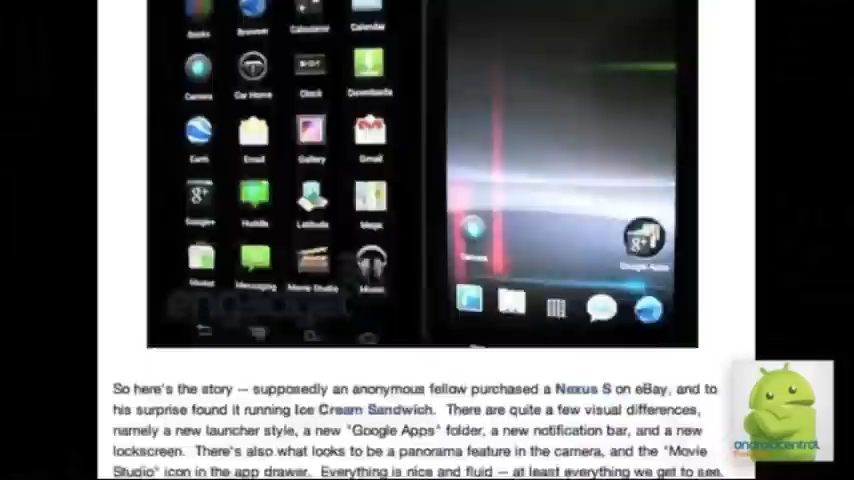 Books Browser Calculator Calendar
Camera Car Home Clock Downloads
Earth Email Gallery Gmail
Google+ Huddle Latitude Maps
Market Messaging Movie Studio Music
Camera
Google Apps
engadget
So here's the story — supposedly an anonymous fellow purchased a Nexus S on eBay, and to
his surprise found it running Ice Cream Sandwich.  There are quite a few visual differences,
namely a new launcher style, a new "Google Apps" folder, a new notification bar, and a new
lockscreen.  There's also what looks to be a panorama feature in the camera, and the "Movie
Studio" icon in the app drawer.  Everything is nice and fluid — at least everything we get to see.
androidcentral